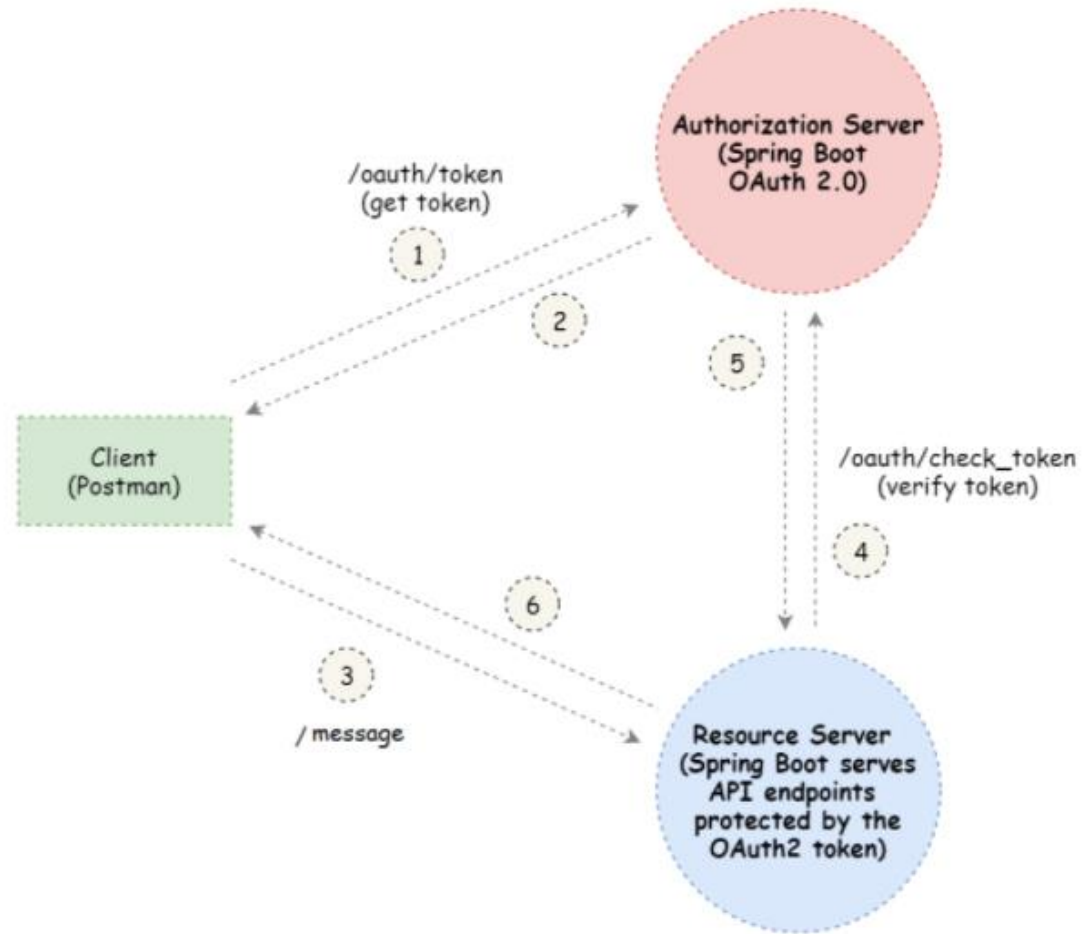 Authorization Server
(Spring Boot
OAuth 2.0)
/oauth/token
(get token)
1
2
5
Client
(Postman)
/oauth/check_token
(verify token)
4
6
3
/message
Resource Server
(Spring Boot serves
API endpoints
protected by the
OAuth2 token)